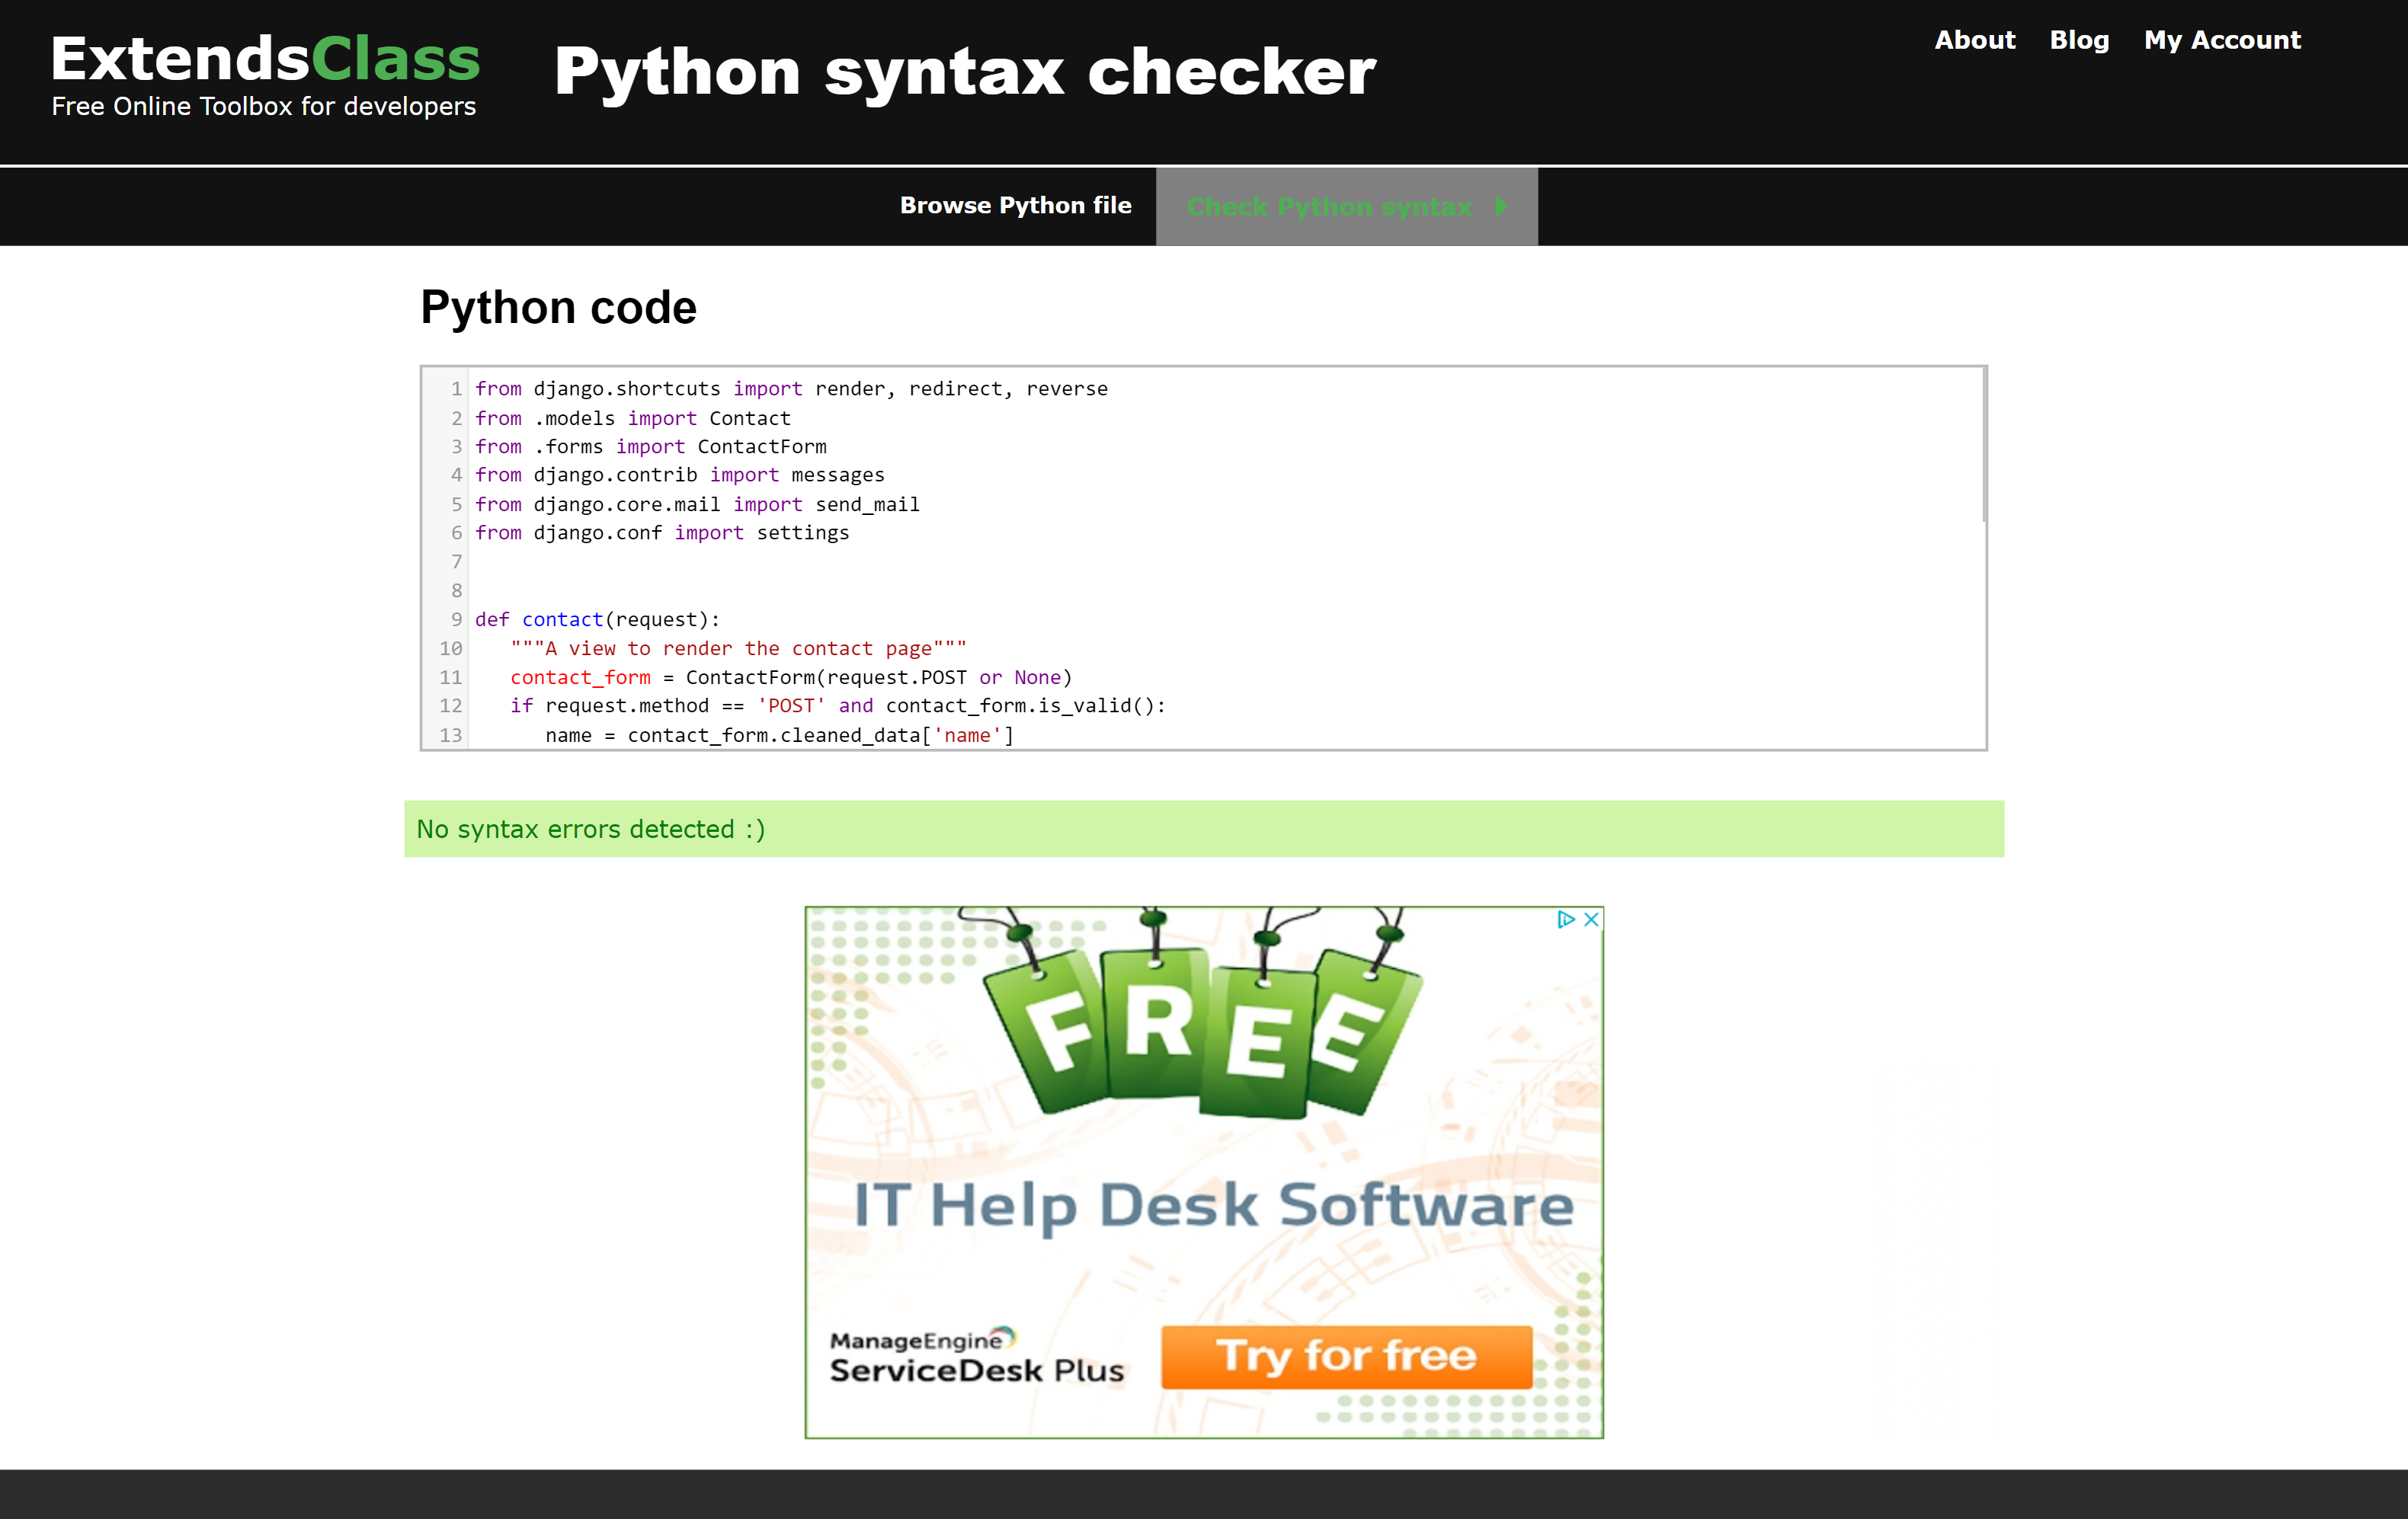 ExtendsClass
Free Online Toolbox for developers
Python syntax checker
About Blog My Account
Browse Python file
Check Python syntax
Python code
1 from django.shortcuts import render, redirect, reverse
2 from .models import Contact
3 from .forms import ContactForm
4 from django.contrib import messages
5 from django.core.mail import send_mail
6 from django.conf import settings
7
8
9 def contact(request):
10 """A view to render the contact page"""
11 contact_form = ContactForm(request.POST or None)
12 if request.method == 'POST' and contact_form.is_valid():
13 name = contact_form.cleaned_data['name']
No syntax errors detected :)
FREE
IT Help Desk Software
ManageEngine
ServiceDesk Plus
Try for free